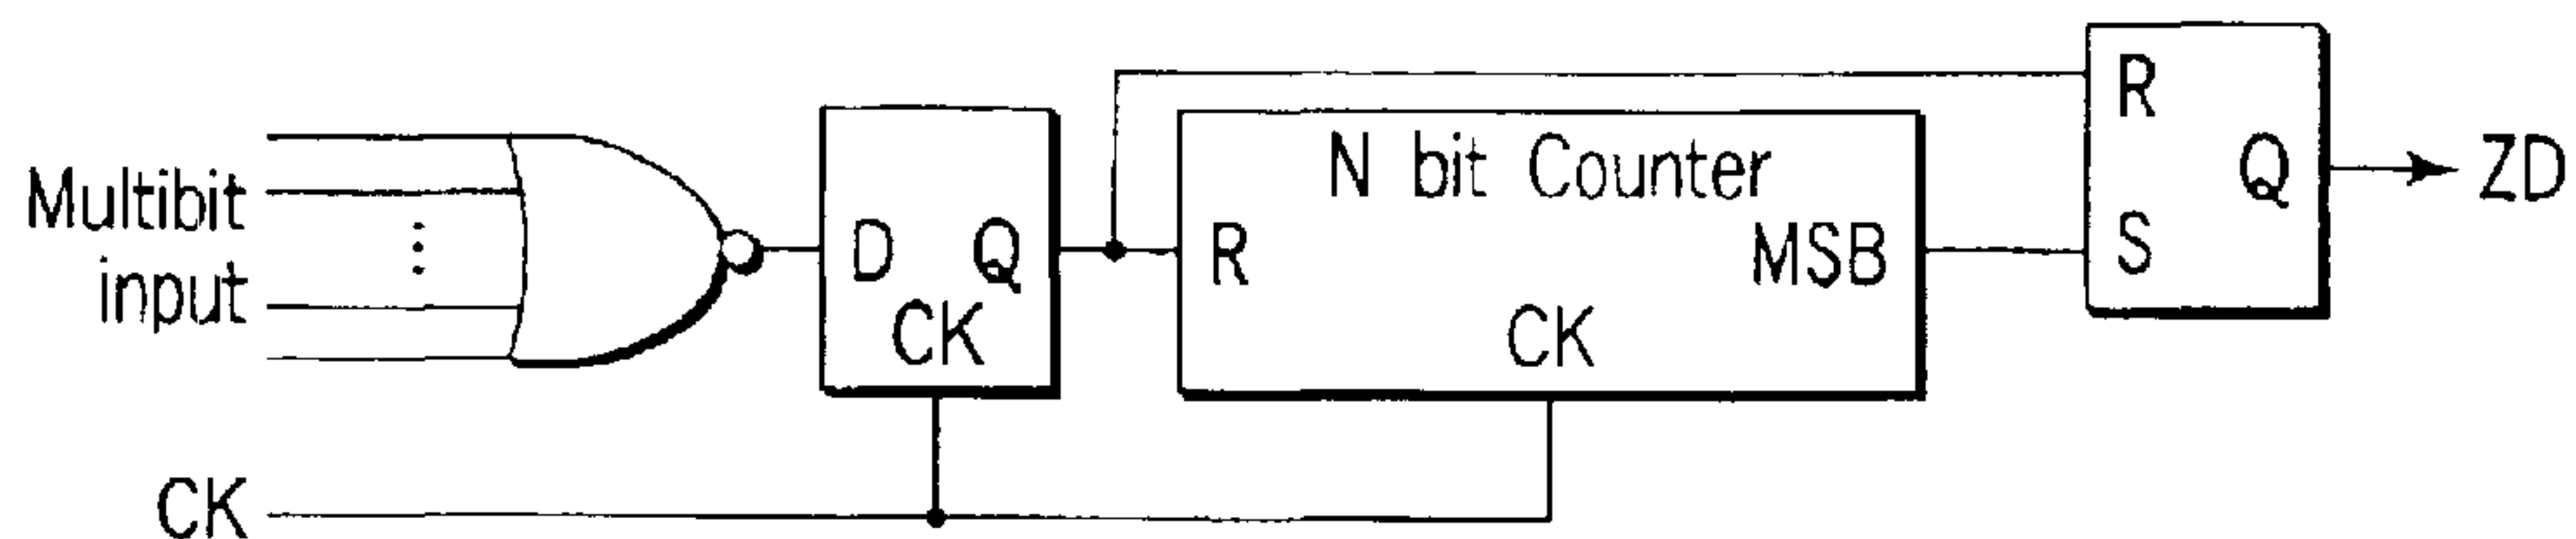 Multibit
input
CK
D Q
CK
N bit Counter
R
MSB
CK
R
Q
S
ZD